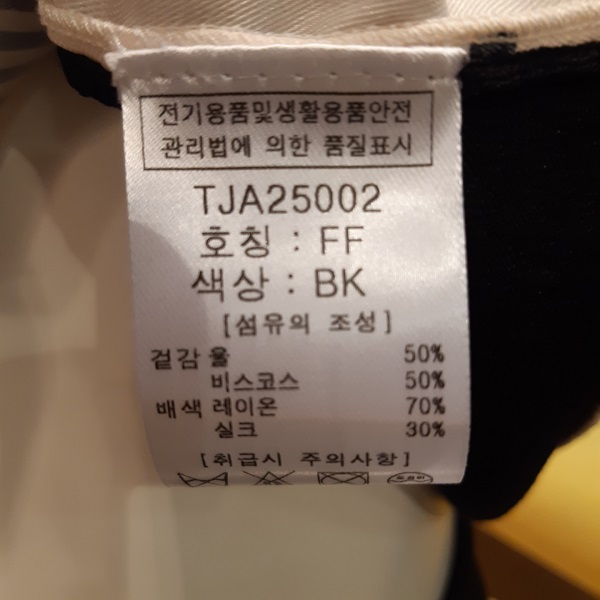 전기용품및생활용품안전
관리법에 의한 품질표시
TJA25002
호칭 : FF
색상 : BK
[섬유의 조성]
겉감 울 50%
비스코스 50%
배색 레이온 70%
실크 30%
[취급시 주의사항]